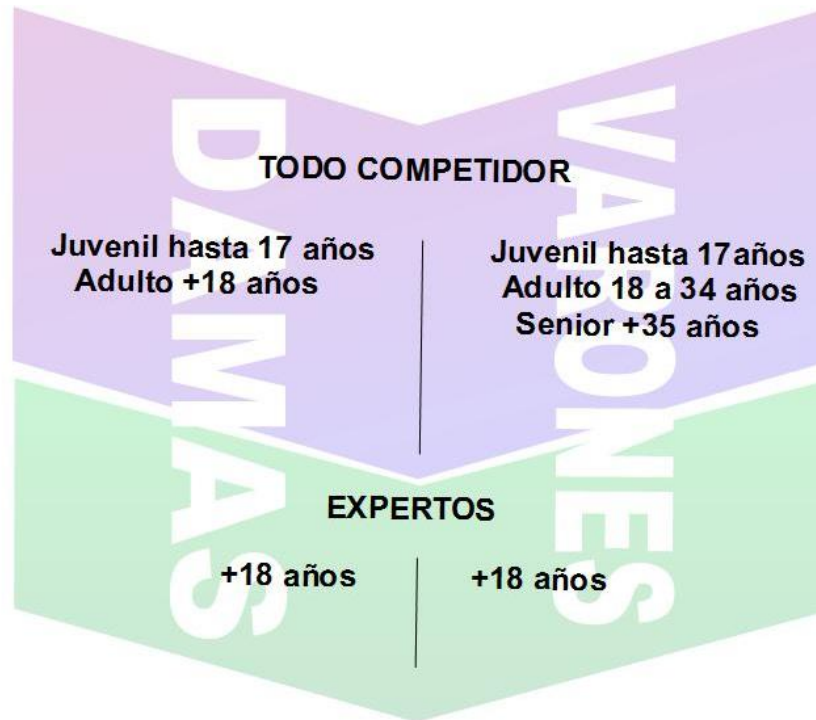 DAMAS
VARONES
TODO COMPETIDOR
Juvenil hasta 17 años
Adulto +18 años
Juvenil hasta 17años
Adulto 18 a 34 años
Senior +35 años
EXPERTOS
+18 años
+18 años